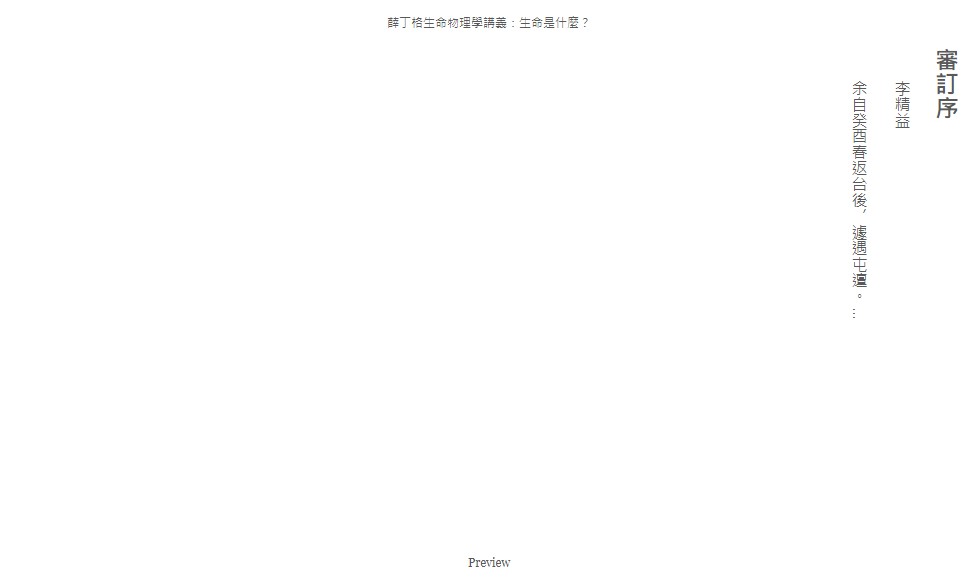 薛丁格生命物理學講義：生命是什麼？
審訂序
李精益
余自癸酉春返台後，遽遇屯邅。…
Preview